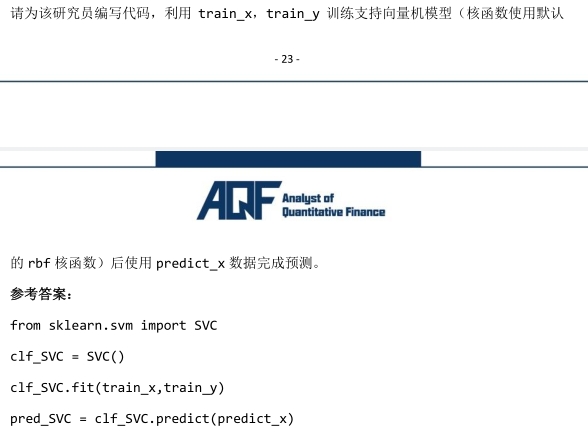 请为该研究员编写代码，利用 train_x，train_y 训练支持向量机模型（核函数使用默认
- 23 -
AQF Analyst of
Quantitative Finance
的 rbf 核函数）后使用 predict_x 数据完成预测。
参考答案：
from sklearn.svm import SVC
clf_SVC = SVC()
clf_SVC.fit(train_x,train_y)
pred_SVC = clf_SVC.predict(predict_x)